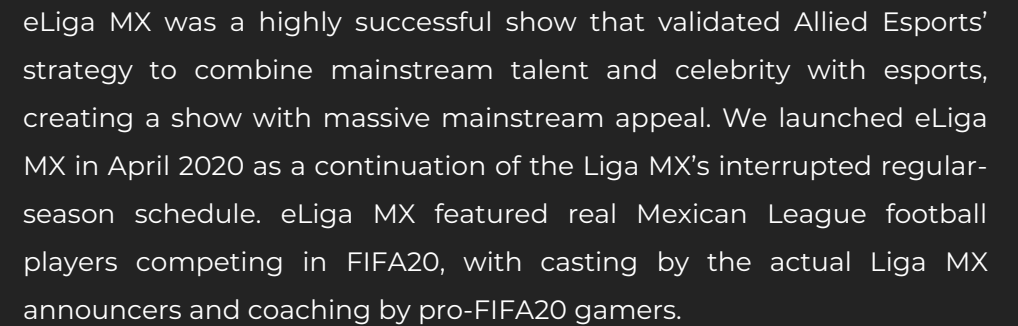 eLiga MX was a highly successful show that validated Allied Esports’
strategy to combine mainstream talent and celebrity with esports,
creating a show with massive mainstream appeal. We launched eLiga
MX in April 2020 as a continuation of the Liga MX’s interrupted regular-
season schedule. eLiga MX featured real Mexican League football
players competing in FIFA20, with casting by the actual Liga MX
announcers and coaching by pro-FIFA20 gamers.